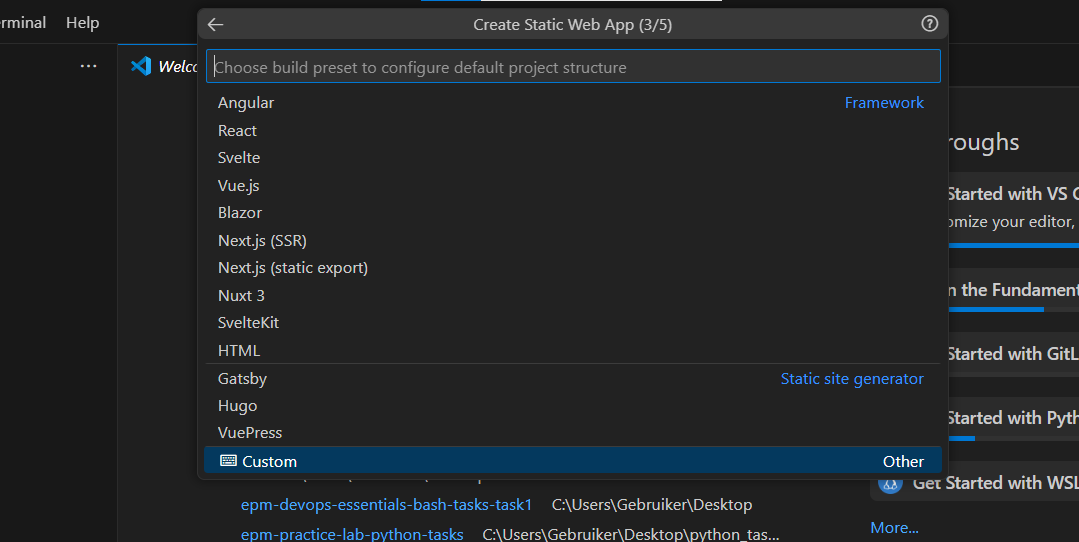 Terminal Help
Create Static Web App (3/5)
Welco
Choose build preset to configure default project structure
Angular Framework
React
Svelte
Vue.js
Blazor
Next.js (SSR)
Next.js (static export)
Nuxt 3
SvelteKit
HTML
Gatsby Static site generator
Hugo
VuePress
Custom Other
roughs
Started with VS C
omize your editor,
n the Fundament
Started with GitL
Started with Pyth
Get Started with WSL
epm-devops-essentials-bash-tasks-task1 C:\Users\Gebruiker\Desktop
epm-practice-lab-python-tasks C:\Users\Gebruiker\Desktop\python_tas...
More...